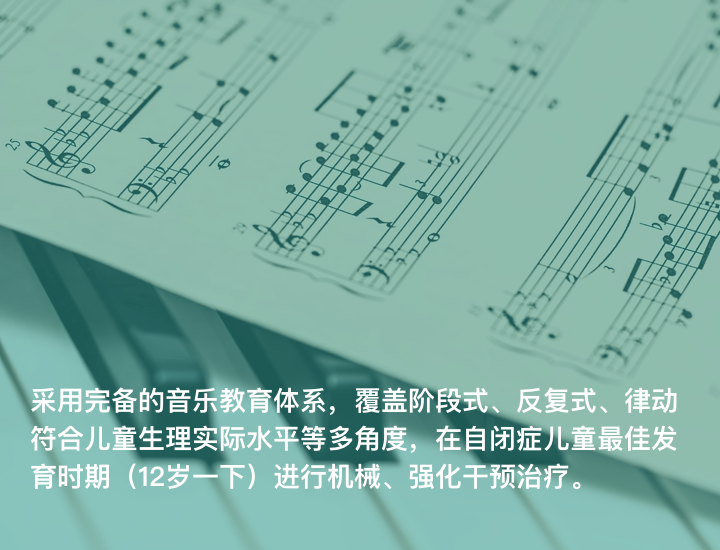 采用完备的音乐教育体系，覆盖阶段式、反复式、律动
符合儿童生理实际水平等多角度，在自闭症儿童最佳发
育时期（12岁一下）进行机械、强化干预治疗。